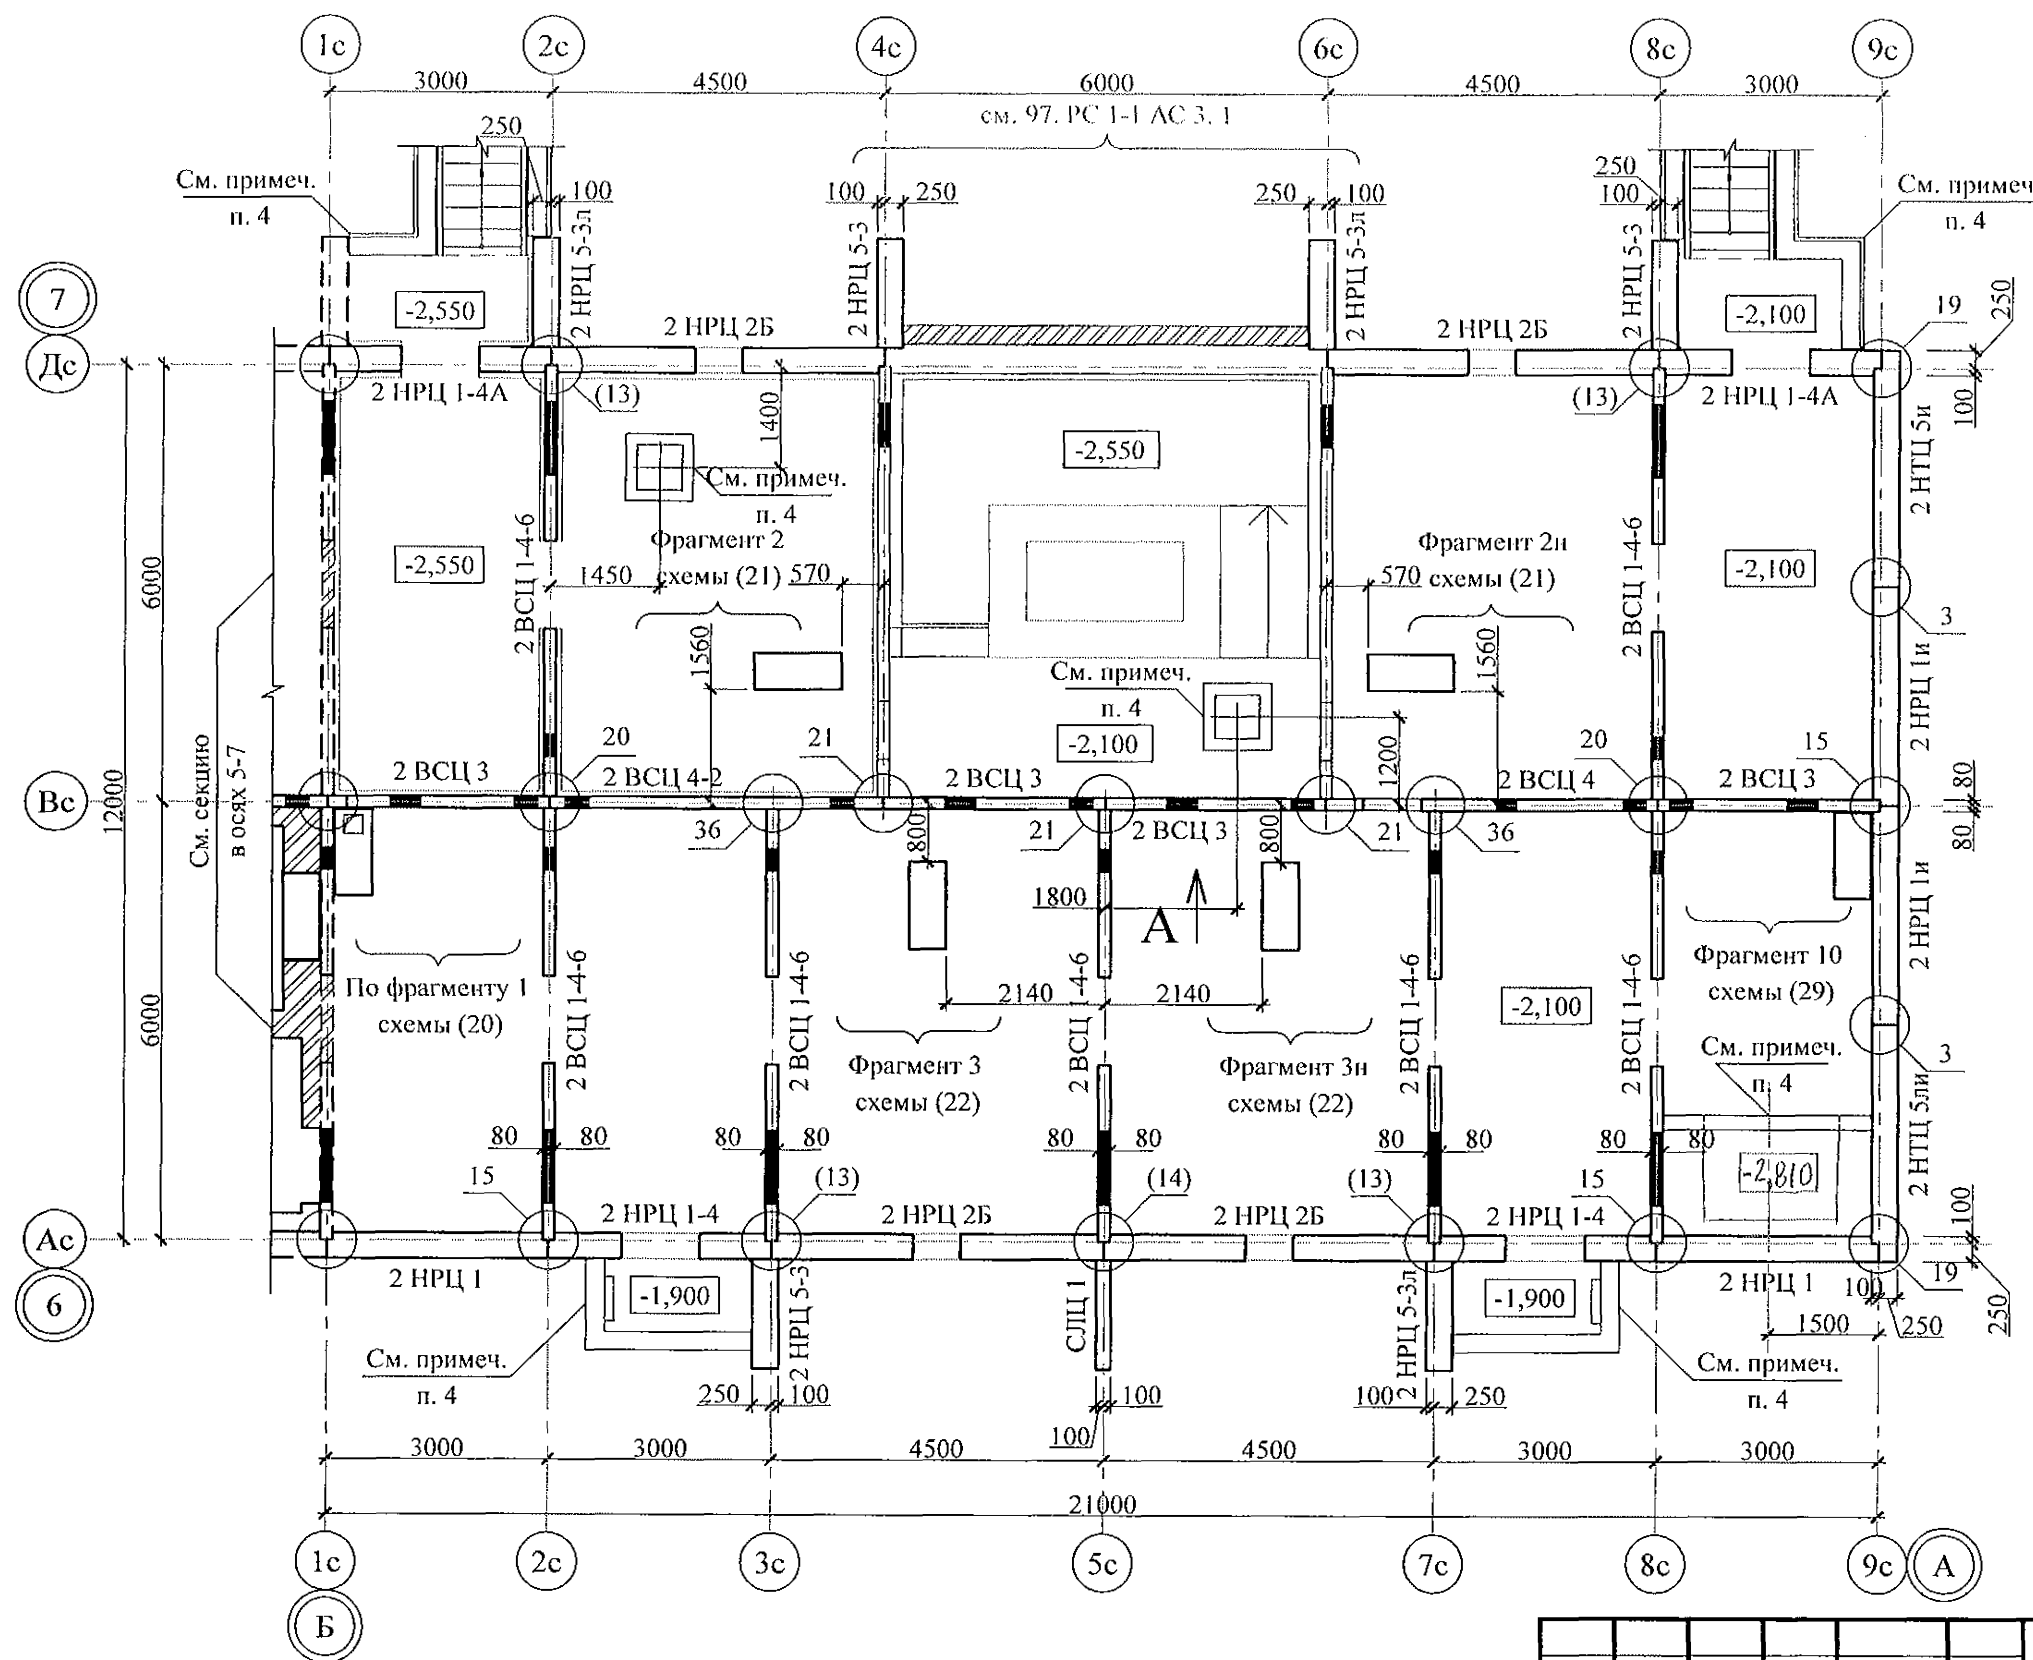 1с 2с 4с 6с 8с 9с
3000 4500 6000 4500 3000
см. 97. РС 1-1 АС 3. 1
250 250
См. примеч.
п. 4
100 100 250 250 100 100
См. примеч
п. 4
2 НРЦ 5-3л
2 НРЦ 5-3
2 НРЦ 5-3л
2 НРЦ 5-3
7
-2,550
2 НРЦ 2Б
2 НРЦ 2Б
-2,100
19
250
Дс
2 НРЦ 1-4А
(13)
1400
(13)
2 НРЦ 1-4А
100
2 НТЦ 5и
-2,550
См. примеч.
п. 4
6000
-2,550
2 ВСЦ 1-4-6
Фрагмент 2
схемы (21)
1450
570
1560
570
Фрагмент 2н
схемы (21)
1560
2 ВСЦ 1-4-6
-2,100
3
2 НРЦ 1и
См. примеч.
п. 4
-2,100
1200
См. секцию
в осях 5-7
12000
Вс
2 ВСЦ 3
20
2 ВСЦ 4-2
21
2 ВСЦ 3
2 ВСЦ 4
20
2 ВСЦ 3
15
80
80
36
800
21
2 ВСЦ 3
800
21
36
1800
А
2 НРЦ 1и
6000
По фрагменту 1
схемы (20)
2 ВСЦ 1-4-6
2 ВСЦ 1-4-6
2140
2 ВСЦ 1-4-6
2140
2 ВСЦ 1-4-6
-2,100
2 ВСЦ 1-4-6
Фрагмент 10
схемы (29)
Фрагмент 3
схемы (22)
Фрагмент 3н
схемы (22)
См. примеч.
п. 4
3
2 НТЦ 5ли
80 80 80 80 80 80 80 80 80 80
-2,810
15
(13)
(14)
(13)
15
Ас
2 НРЦ 1-4
2 НРЦ 2Б
2 НРЦ 2Б
2 НРЦ 1-4
100
6
2 НРЦ 1
-1,900
2 НРЦ 5-3
СЛЦ 1
2 НРЦ 5-3л
-1,900
2 НРЦ 1
19
100
250
250
1500
См. примеч.
п. 4
250 100
100
100
100 250
См. примеч.
п. 4
3000 3000 4500 4500 3000 3000
21000
1с 2с 3с 5с 7с 8с 9с А
Б